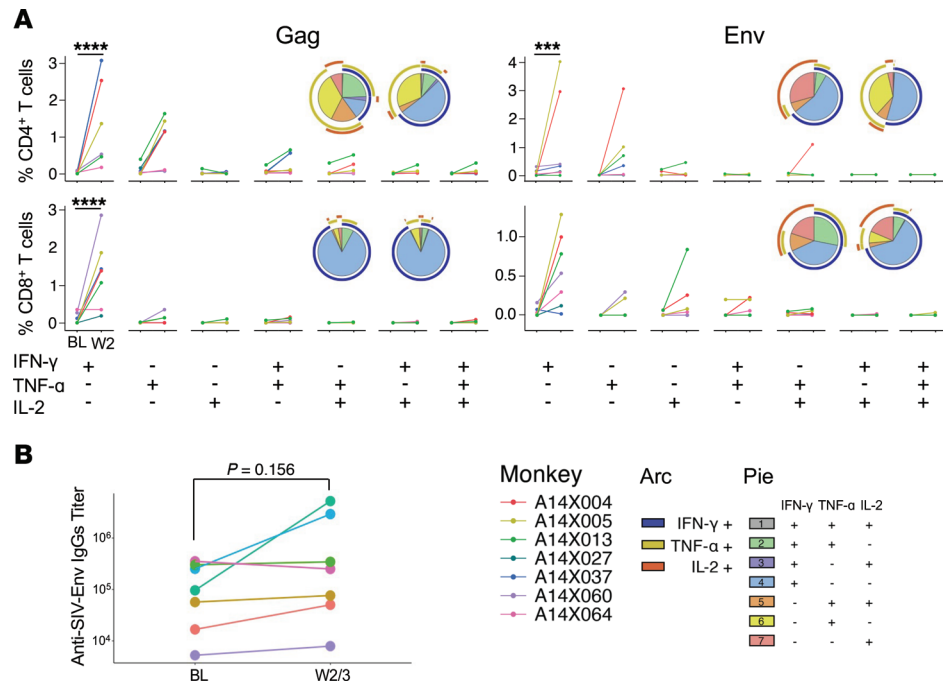 A
Gag
Env
****
***
% CD4+ T cells
3
2
1
0
4
3
2
1
0
****
% CD8+ T cells
3
2
1
0
1.0
0.5
0.0
BL W2
IFN-γ + - - + - + + + - - + - + +
TNF-α - + - + + - + - + - + + - +
IL-2 - - + - + + + - - + - + + +
B
P = 0.156
Anti-SIV-Env IgGs Titer
10⁶
10⁵
10⁴
BL W2/3
Monkey
A14X004
A14X005
A14X013
A14X027
A14X037
A14X060
A14X064
Arc
IFN-γ +
TNF-α +
IL-2 +
Pie
IFN-γ TNF-α IL-2
1 + + +
2 + + -
3 + - +
4 + - -
5 - + +
6 - + -
7 - - +